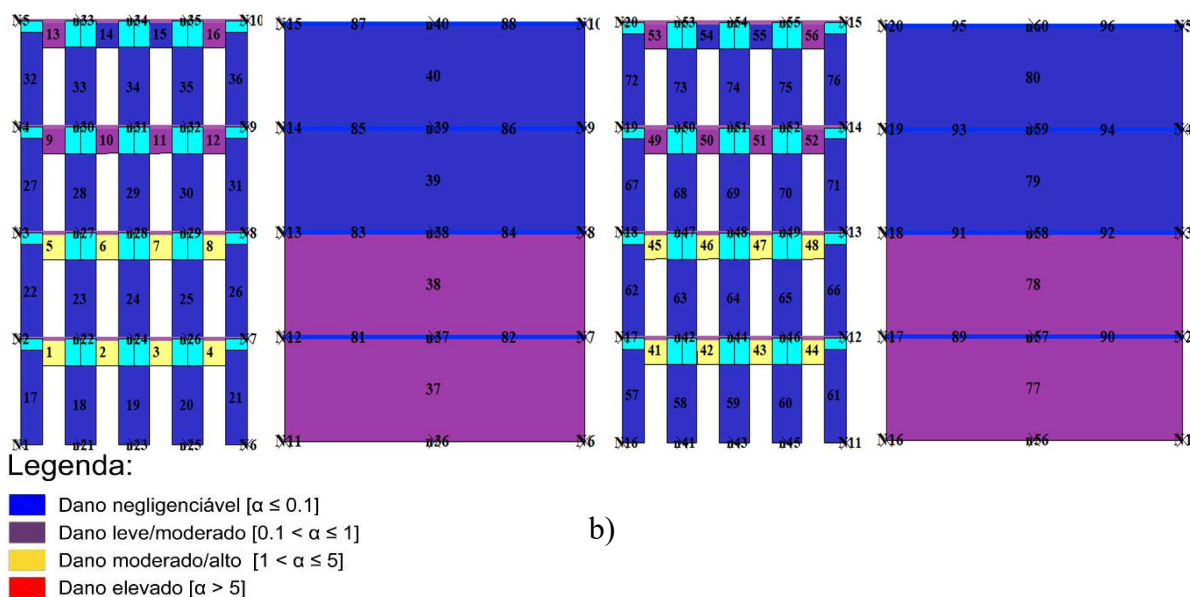 N5 n33 n34 n35 N10 N15 87 n40 88 N10 N20 n53 n54 n55 N15 N20 95 n60 96 N5
13 14 15 16 53 54 55 56
32 33 34 35 36 40 72 73 74 75 76 80
N4 n30 n31 n32 N9 N14 85 n39 86 N9 N19 n50 n51 n52 N14 N19 93 n59 94 N4
9 10 11 12 49 50 51 52
27 28 29 30 31 39 67 68 69 70 71 79
N3 n27 n28 n29 N8 N13 83 n38 84 N8 N18 n47 n48 n49 N13 N18 91 n58 92 N3
5 6 7 8 45 46 47 48
22 23 24 25 26 38 62 63 64 65 66 78
N2 n22 n24 n26 N7 N12 81 n37 82 N7 N17 n42 n44 n46 N12 N17 89 n57 90 N2
1 2 3 4 41 42 43 44
17 18 19 20 21 37 57 58 59 60 61 77
N1 n21 n23 n25 N6 N11 n36 N6 N16 n41 n43 n45 N11 N16 n56 N1
Legenda:
Dano negligenciável [α ≤ 0.1]
Dano leve/moderado [0.1 < α ≤ 1]
Dano moderado/alto [1 < α ≤ 5]
Dano elevado [α > 5]
b)